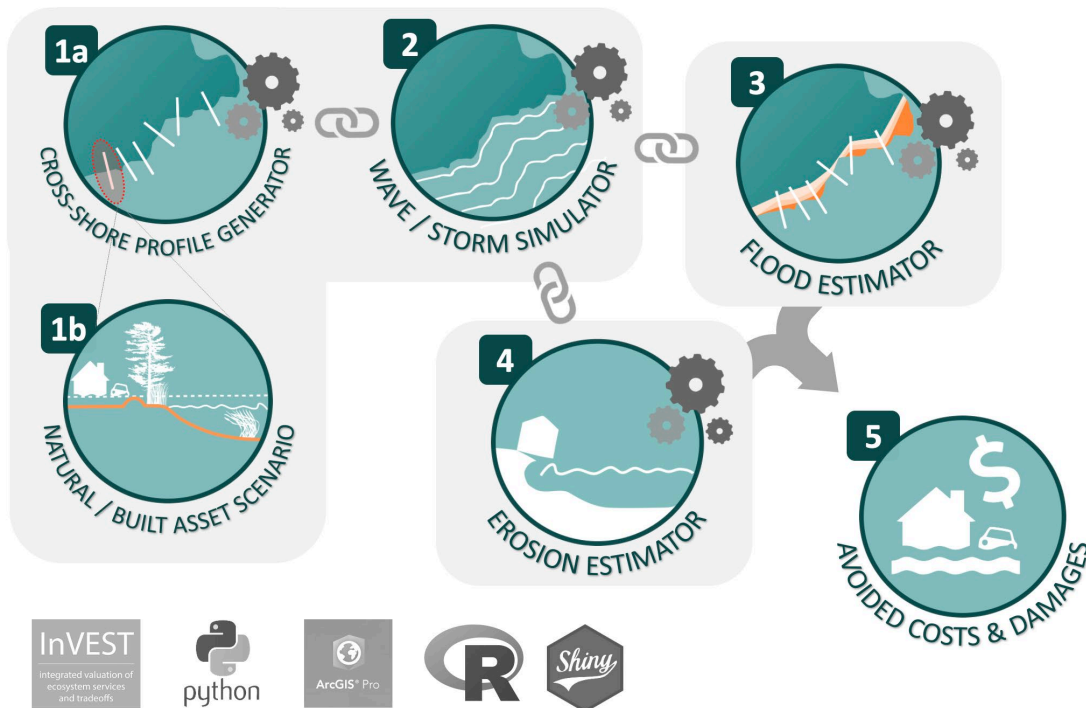 1a
CROSS-SHORE PROFILE GENERATOR
2
WAVE / STORM SIMULATOR
3
FLOOD ESTIMATOR
1b
NATURAL / BUILT ASSET SCENARIO
4
EROSION ESTIMATOR
5
$
AVOIDED COSTS & DAMAGES
InVEST
integrated valuation of
ecosystem services
and tradeoffs
python
ArcGIS® Pro
R
Shiny